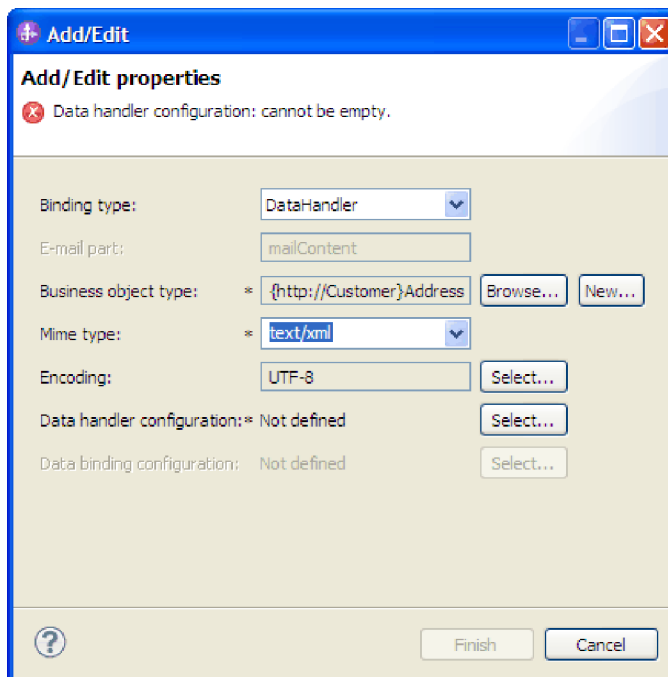 Add/Edit
Add/Edit properties
Data handler configuration: cannot be empty.
Binding type: DataHandler
E-mail part: mailContent
Business object type: * {http://Customer}Address Browse... New...
Mime type: * text/xml
Encoding: UTF-8 Select...
Data handler configuration:* Not defined Select...
Data binding configuration: Not defined Select...
? Finish Cancel